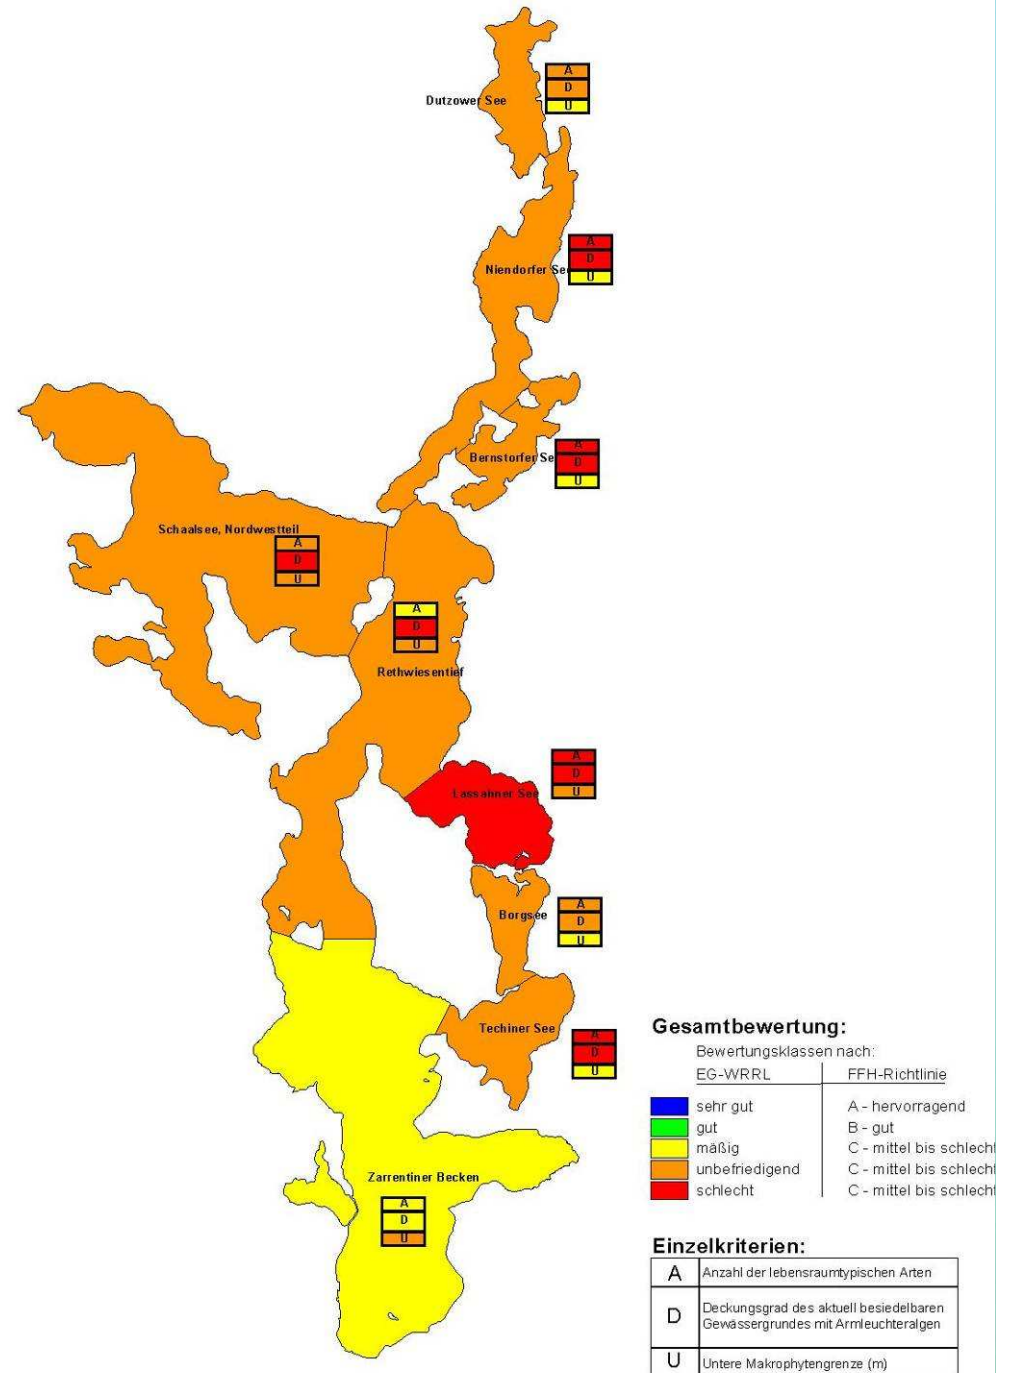 A
D
U
Dutzower See
A
D
U
Niendorfer See
A
D
U
Bernstorfer Se
Schaalsee, Nordwestteil
A
D
U
A
D
U
Rethwiesentief
A
D
U
Lassahner See
A
D
U
Borgsee
Techiner See
A
D
U
Zarrentiner Becken
A
D
U
Gesamtbewertung:
Bewertungsklassen nach:
EG-WRRL FFH-Richtlinie
sehr gut A - hervorragend
gut B - gut
mäßig C - mittel bis schlecht
unbefriedigend C - mittel bis schlecht
schlecht C - mittel bis schlecht
Einzelkriterien:
A Anzahl der lebensraumtypischen Arten
D Deckungsgrad des aktuell besiedelbaren
Gewässergrundes mit Armleuchteralgen
U Untere Makrophytengrenze (m)